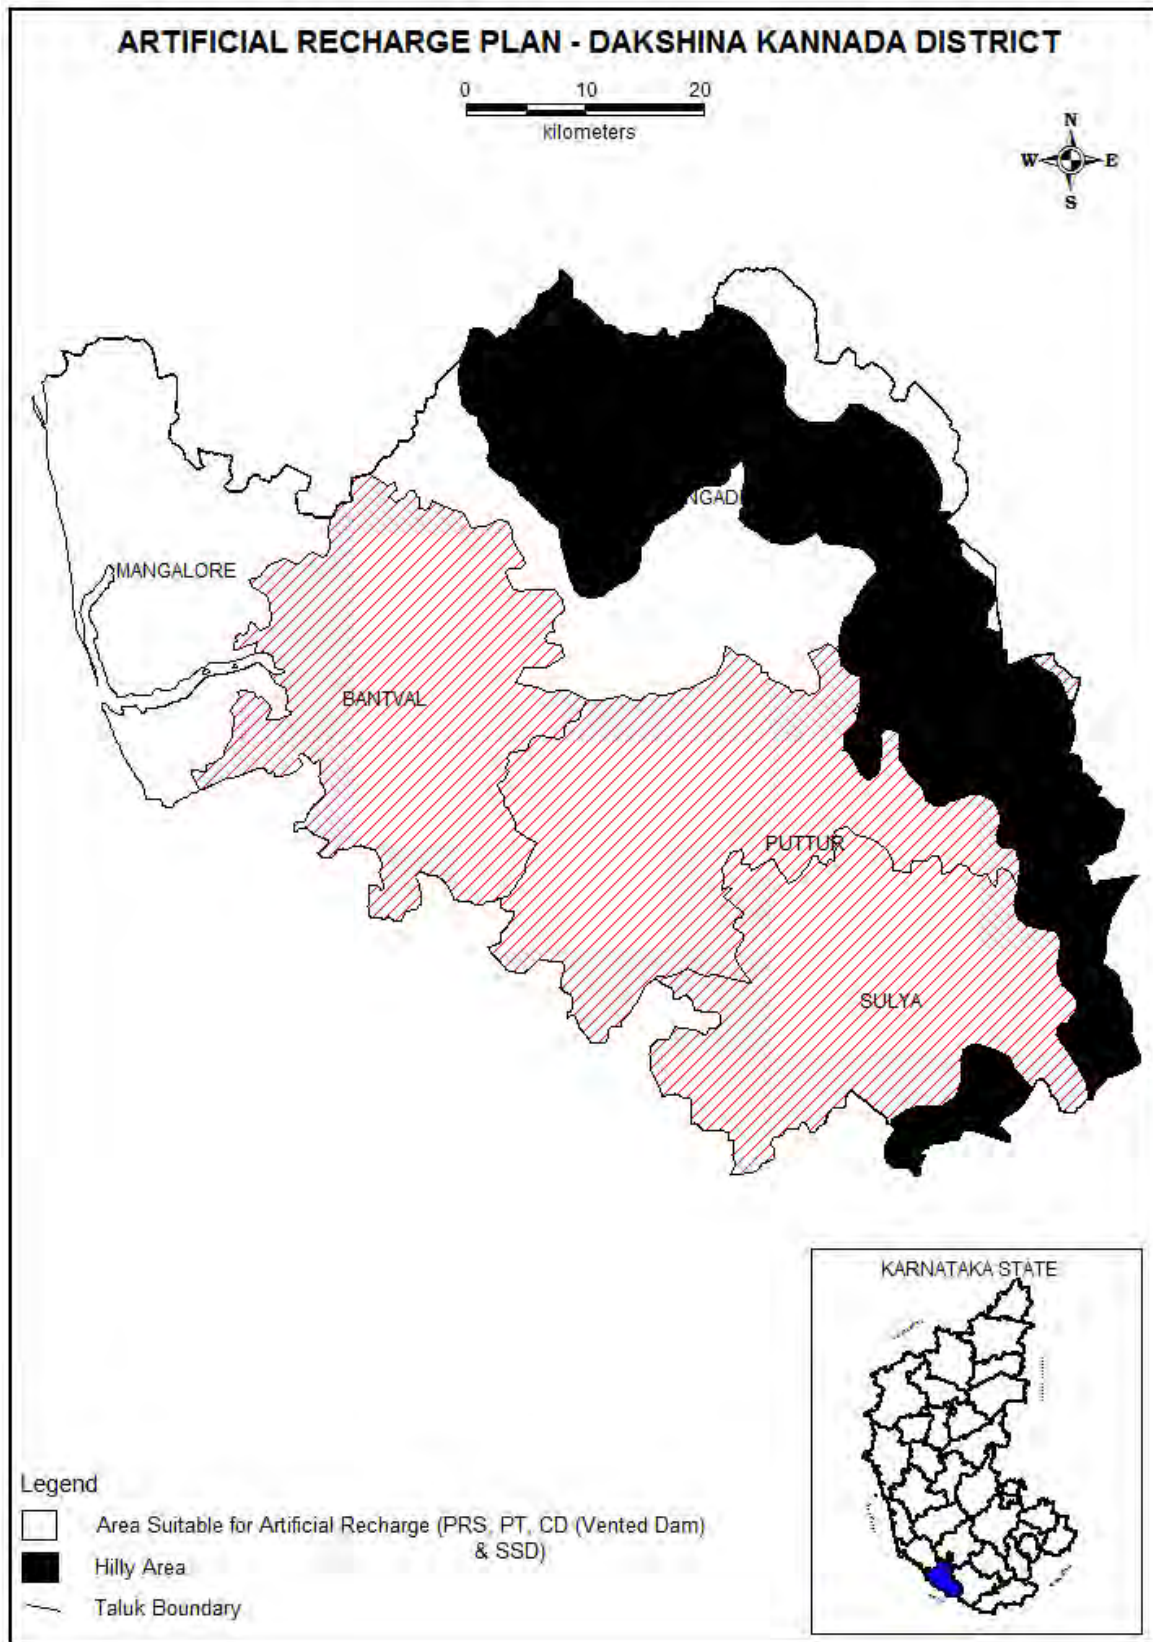 ARTIFICIAL RECHARGE PLAN - DAKSHINA KANNADA DISTRICT
0 10 20
kilometers
N
W E
S
NGAD
MANGALORE
BANTVAL
PUTTUR
SULYA
KARNATAKA STATE
Legend
Area Suitable for Artificial Recharge (PRS, PT, CD (Vented Dam)
& SSD)
Hilly Area
Taluk Boundary